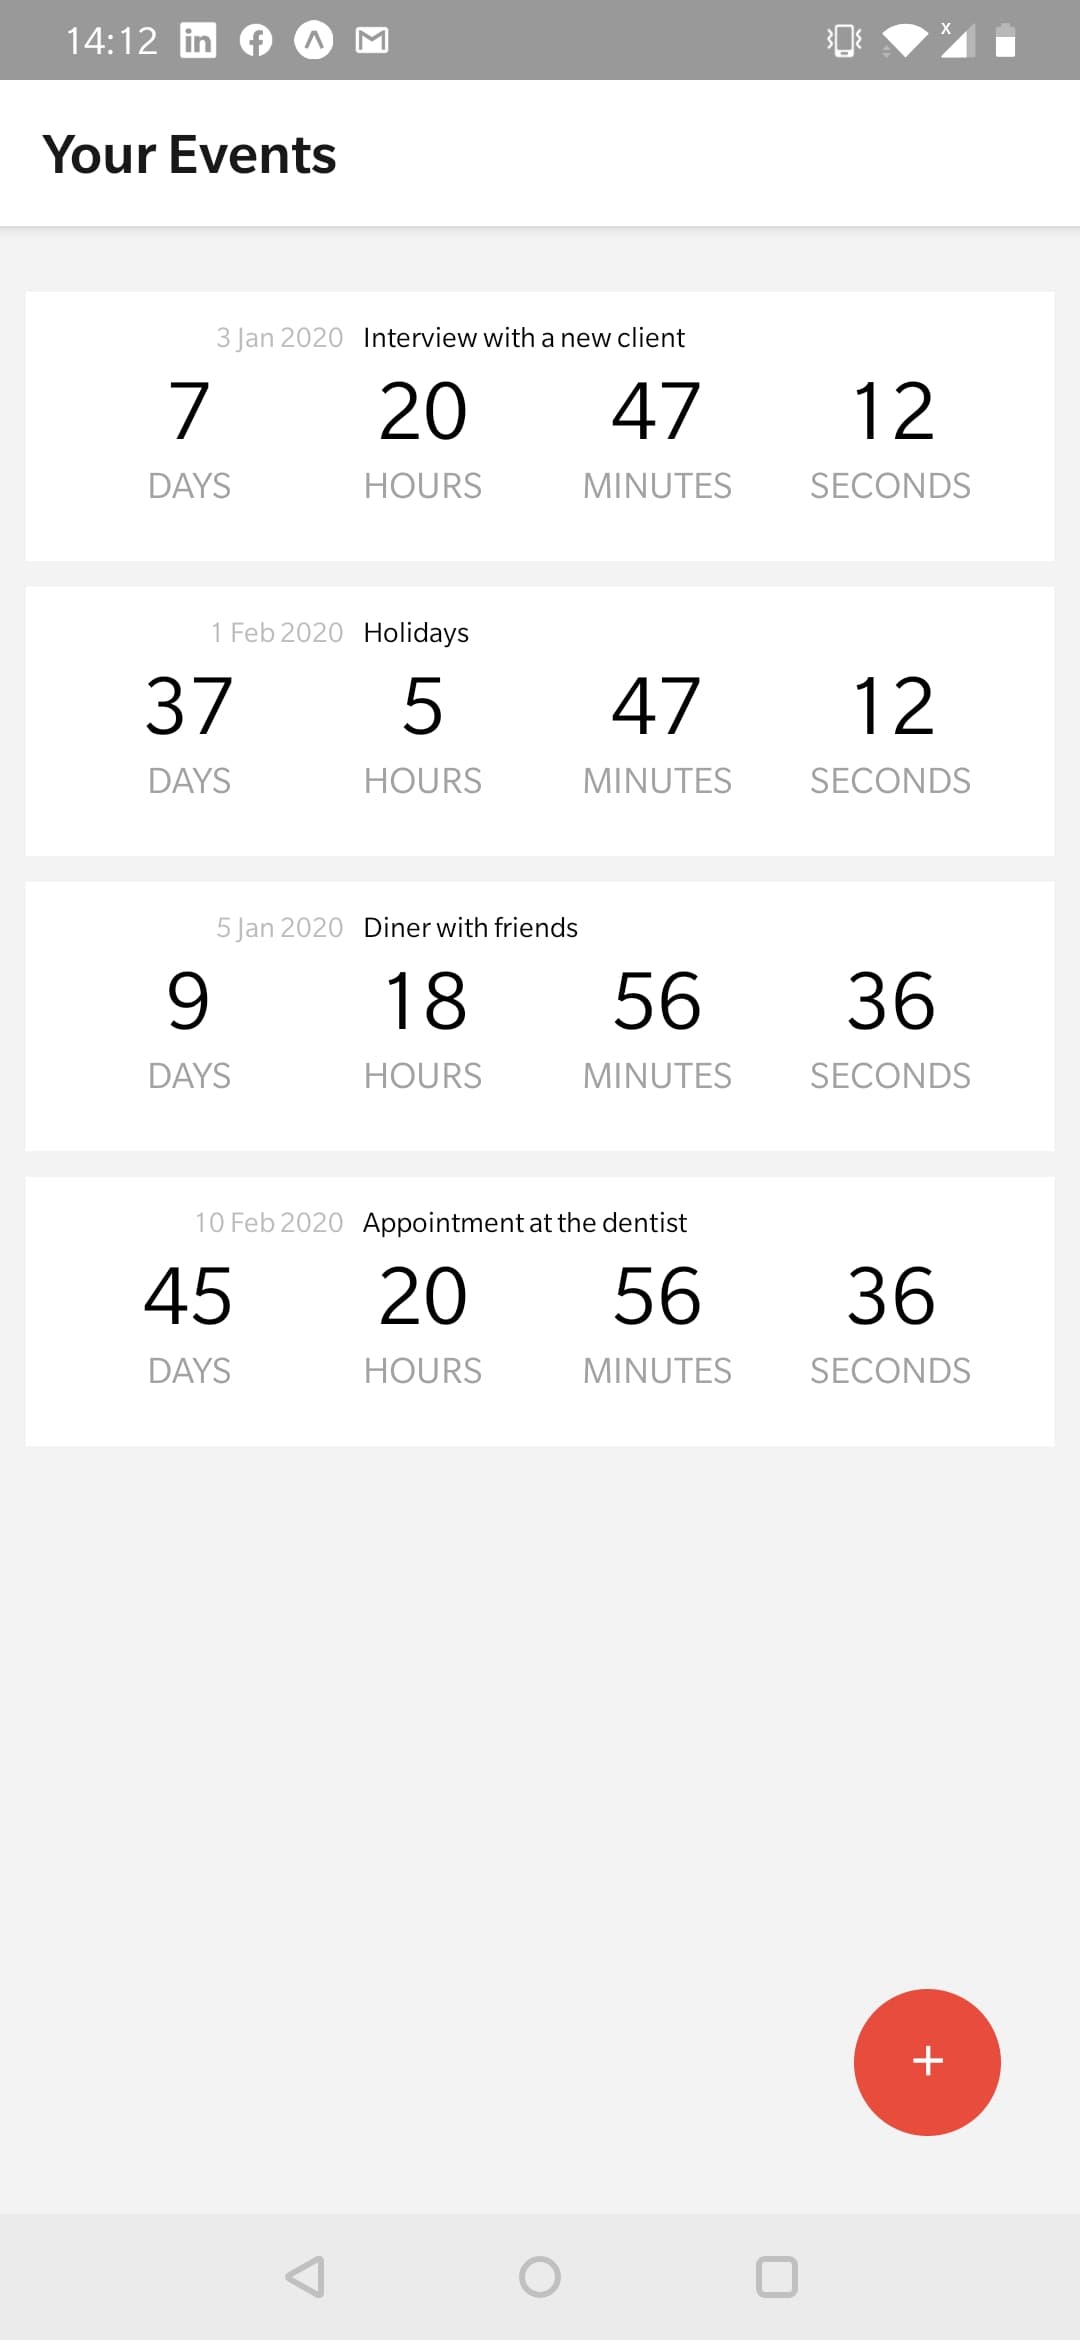 14:12
Your Events
3 Jan 2020 Interview with a new client
7 20 47 12
DAYS HOURS MINUTES SECONDS
1 Feb 2020 Holidays
37 5 47 12
DAYS HOURS MINUTES SECONDS
5 Jan 2020 Diner with friends
9 18 56 36
DAYS HOURS MINUTES SECONDS
10 Feb 2020 Appointment at the dentist
45 20 56 36
DAYS HOURS MINUTES SECONDS
+